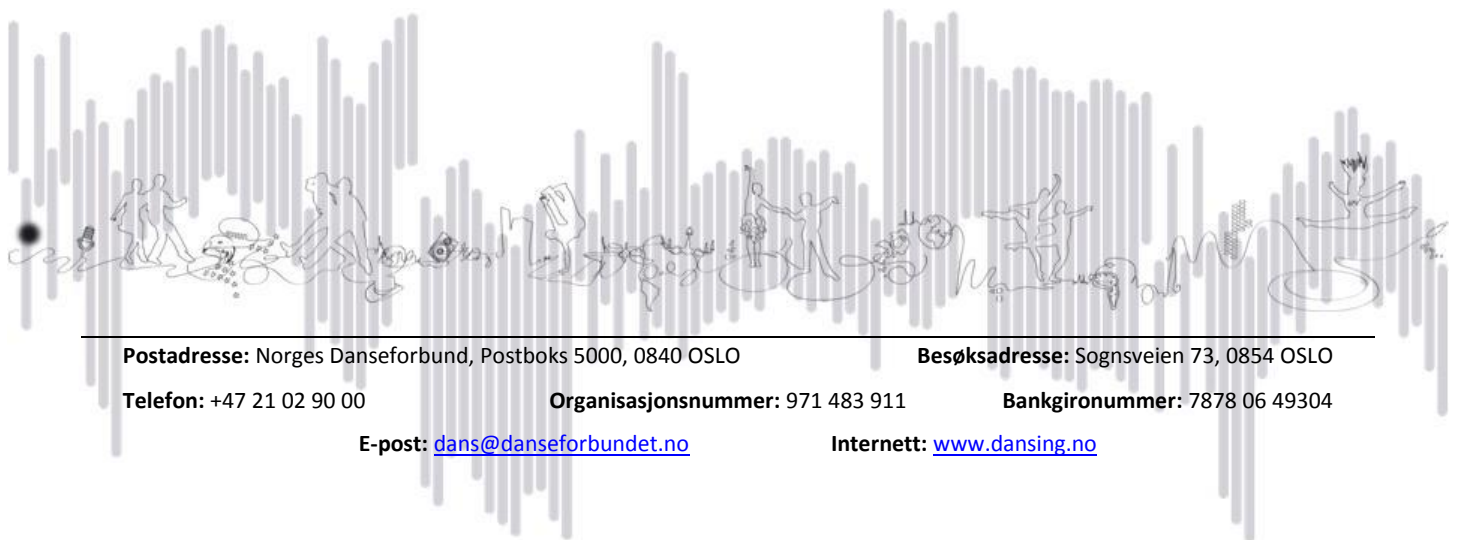 Postadresse: Norges Danseforbund, Postboks 5000, 0840 OSLO Besøksadresse: Sognsveien 73, 0854 OSLO
Telefon: +47 21 02 90 00 Organisasjonsnummer: 971 483 911 Bankgironummer: 7878 06 49304
E-post: dans@danseforbundet.no Internett: www.dansing.no